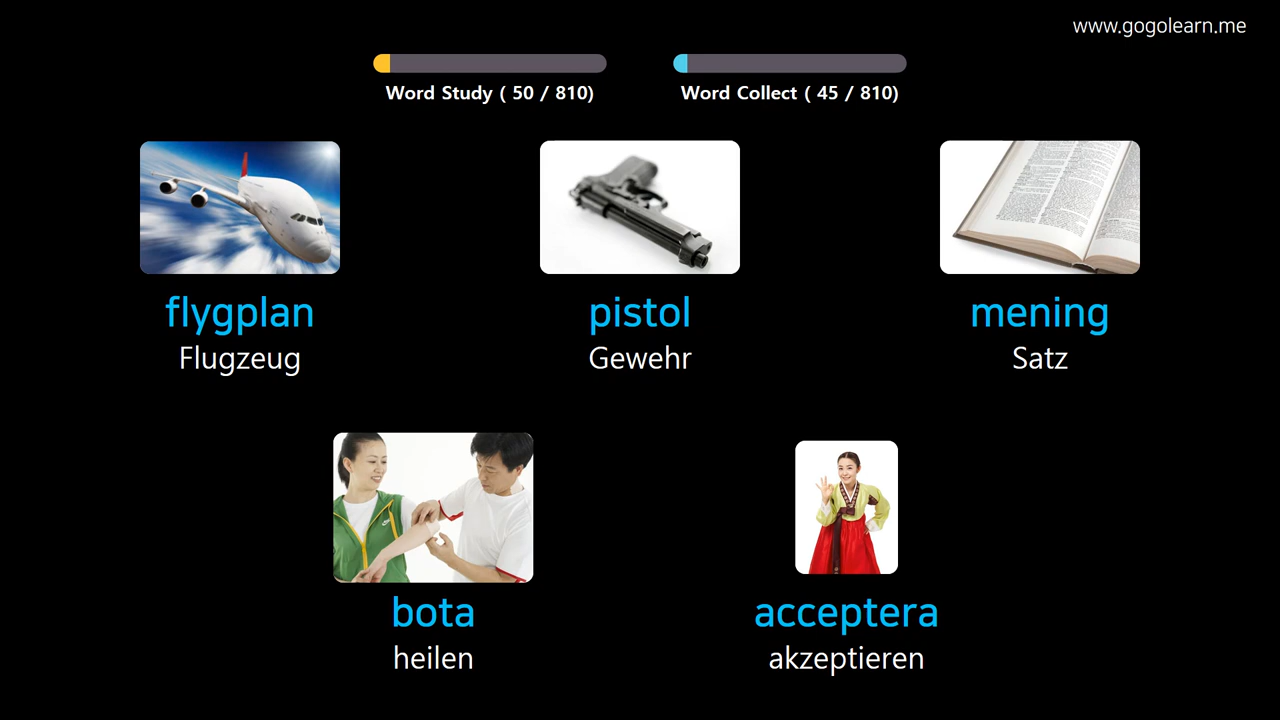 www.gogolearn.me
Word Study ( 50 / 810)
Word Collect ( 45 / 810)
flygplan
Flugzeug
pistol
Gewehr
mening
Satz
bota
heilen
acceptera
akzeptieren